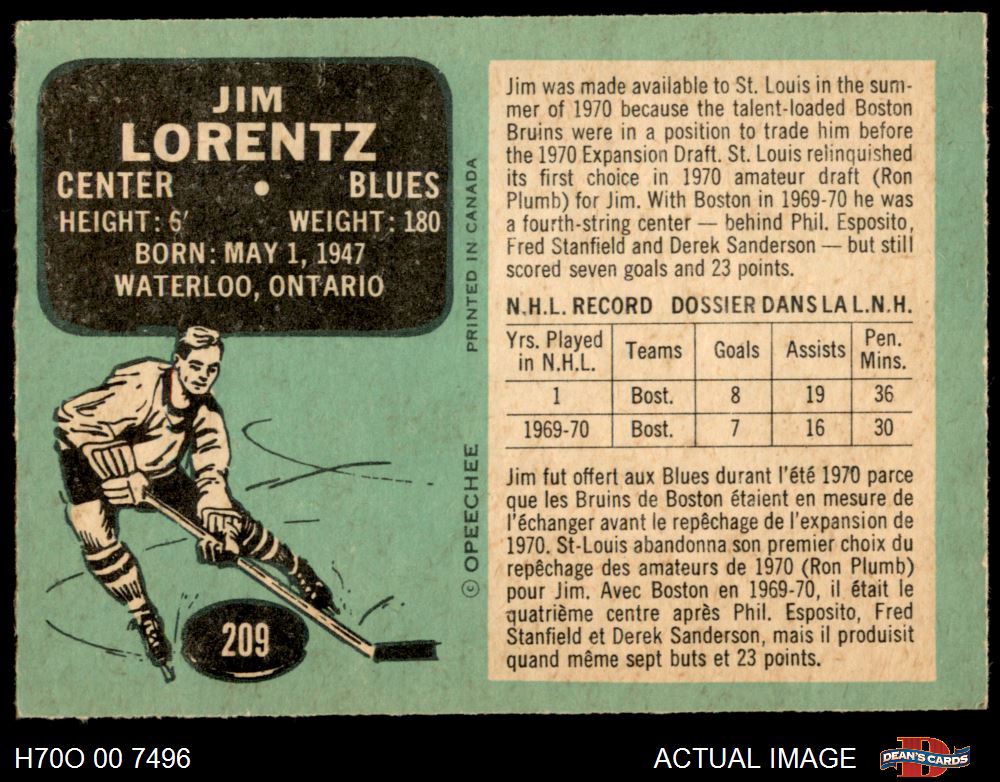 JIM
LORENTZ
CENTER • BLUES
HEIGHT: 6' WEIGHT: 180
BORN: MAY 1, 1947
WATERLOO, ONTARIO
209
© OPEECHEE PRINTED IN CANADA
Jim was made available to St. Louis in the sum-
mer of 1970 because the talent-loaded Boston
Bruins were in a position to trade him before
the 1970 Expansion Draft. St. Louis relinquished
its first choice in 1970 amateur draft (Ron
Plumb) for Jim. With Boston in 1969-70 he was
a fourth-string center — behind Phil. Esposito,
Fred Stanfield and Derek Sanderson — but still
scored seven goals and 23 points.
N.H.L. RECORD DOSSIER DANS LA L.N.H.
Yrs. Played in N.H.L. Teams Goals Assists Pen. Mins.
1 Bost. 8 19 36
1969-70 Bost. 7 16 30
Jim fut offert aux Blues durant l'été 1970 parce
que les Bruins de Boston étaient en mesure de
l'échanger avant le repêchage de l'expansion de
1970. St-Louis abandonna son premier choix du
repêchage des amateurs de 1970 (Ron Plumb)
pour Jim. Avec Boston en 1969-70, il était le
quatrième centre après Phil. Esposito, Fred
Stanfield et Derek Sanderson, mais il produisit
quand même sept buts et 23 points.
H70O 00 7496
ACTUAL IMAGE
DEAN'S CARDS